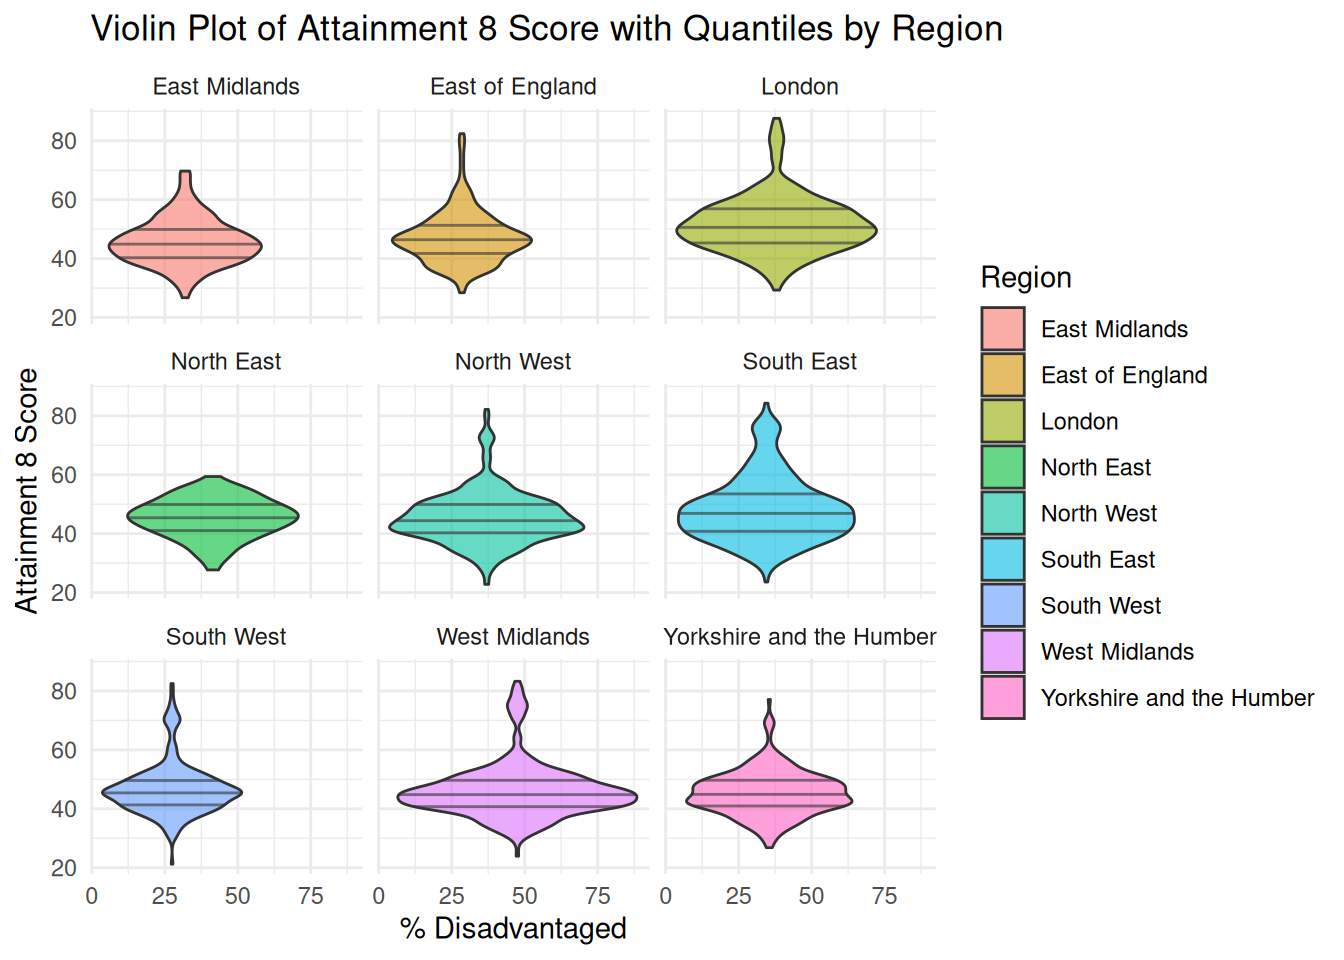 Violin Plot of Attainment 8 Score with Quantiles by Region
East Midlands
East of England
London
80
60
40
20
North East
North West
South East
80
60
40
20
South West
West Midlands
Yorkshire and the Humber
80
60
40
20
0 25 50 75
0 25 50 75
0 25 50 75
% Disadvantaged
Attainment 8 Score
Region
East Midlands
East of England
London
North East
North West
South East
South West
West Midlands
Yorkshire and the Humber